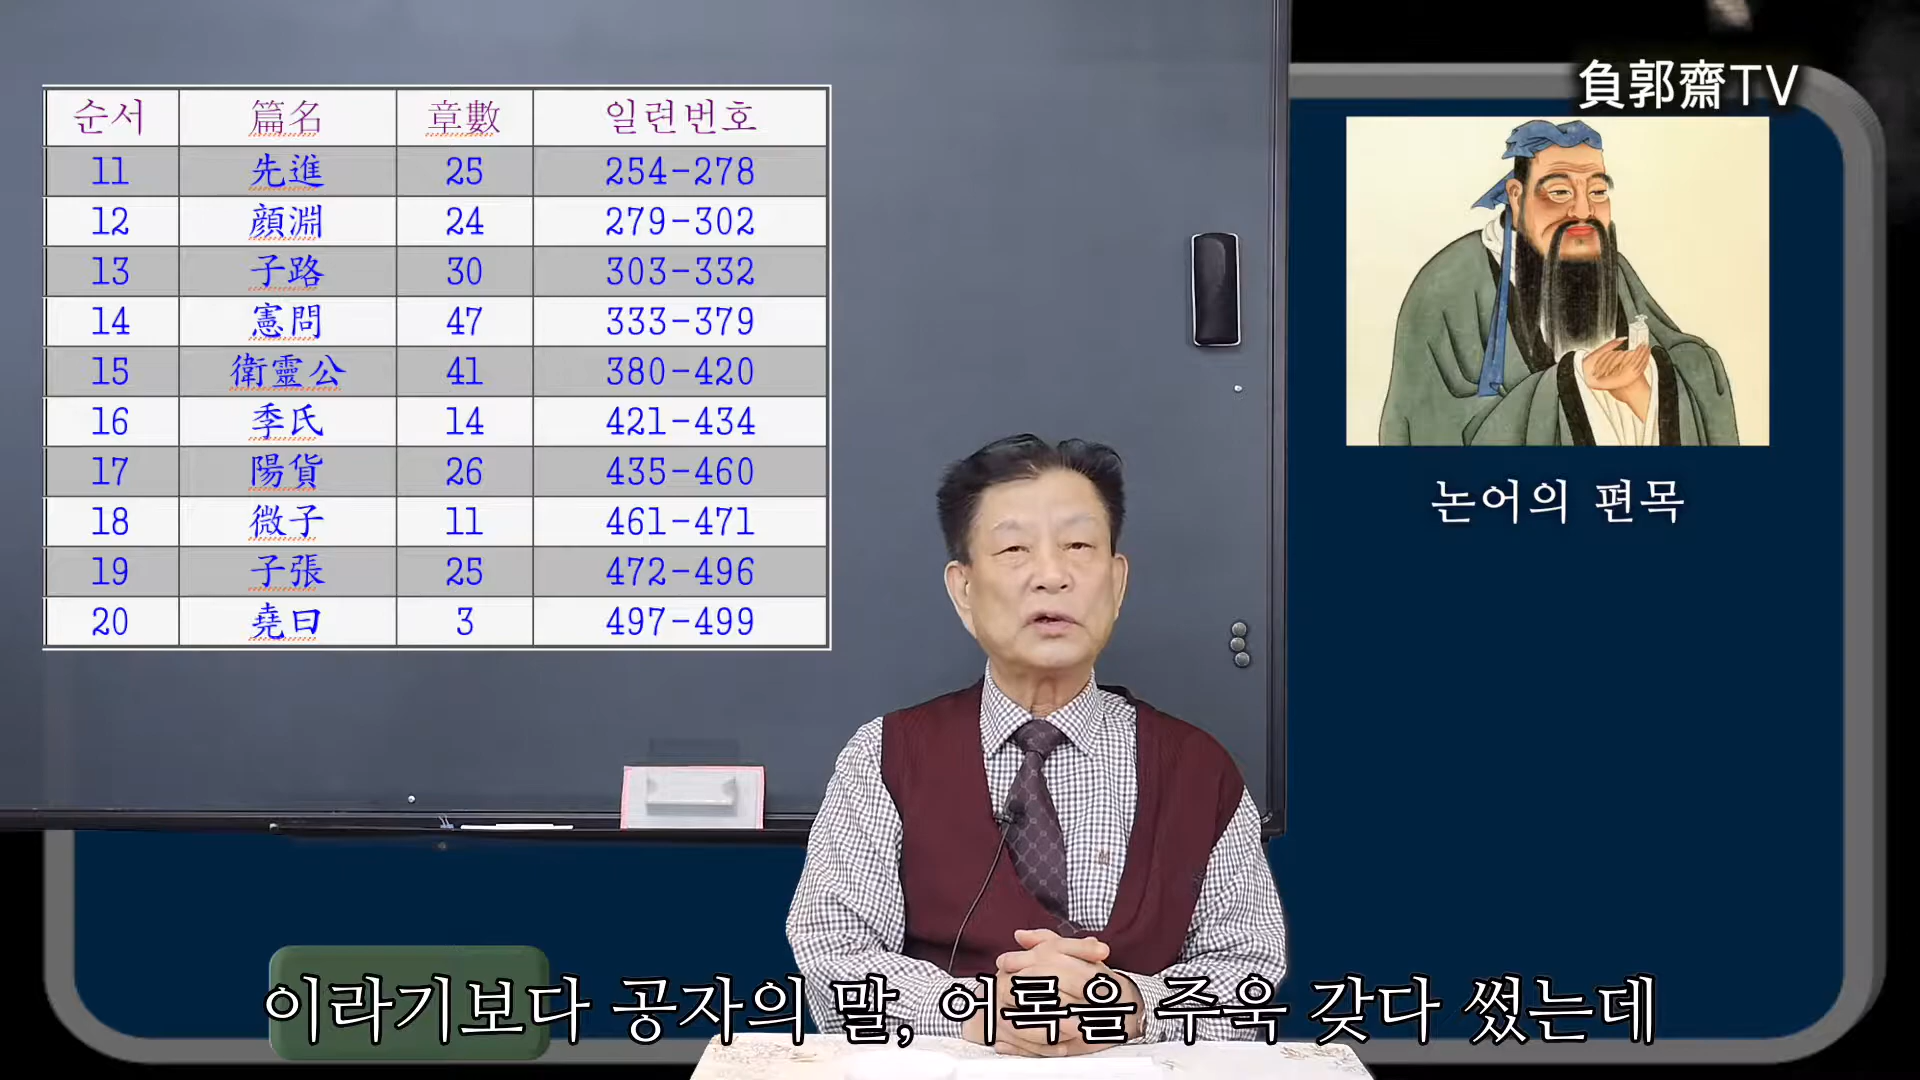 순서 篇名 章數 일련번호
11 先進 25 254-278
12 顔淵 24 279-302
13 子路 30 303-332
14 憲問 47 333-379
15 衛靈公 41 380-420
16 季氏 14 421-434
17 陽貨 26 435-460
18 微子 11 461-471
19 子張 25 472-496
20 堯曰 3 497-499
負郭齋TV
논어의 편목
이라기보다 공자의 말, 어록을 주욱 갖다 썼는데